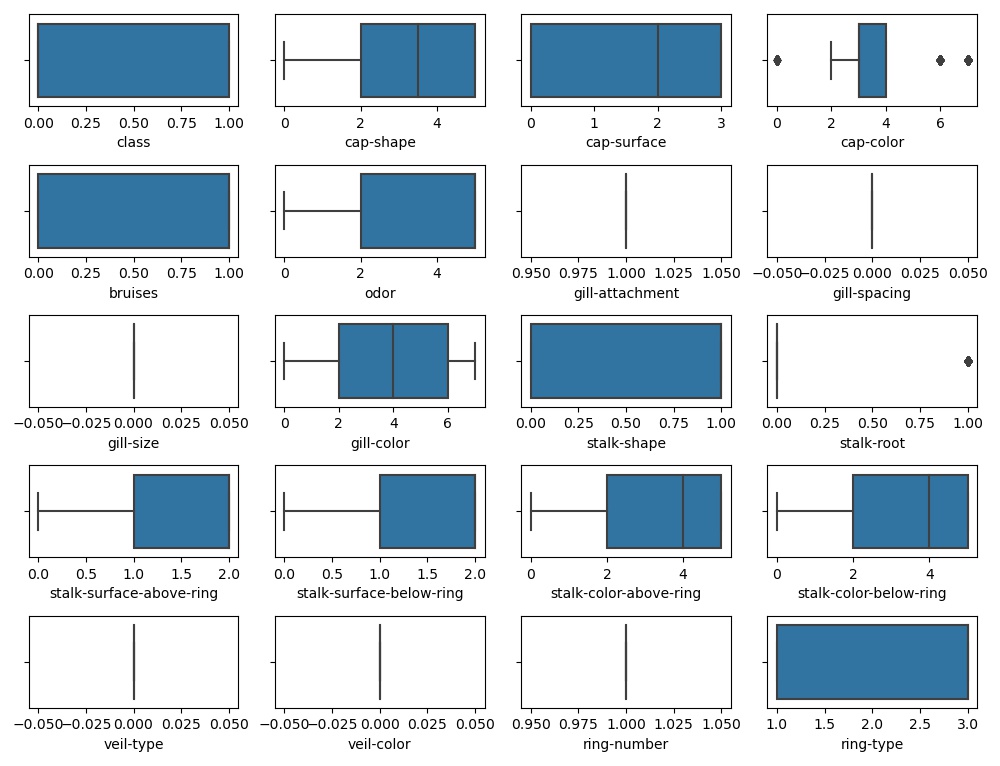 0.00 0.25 0.50 0.75 1.00
class
0 2 4
cap-shape
0 1 2 3
cap-surface
0 2 4 6
cap-color
0.00 0.25 0.50 0.75 1.00
bruises
0 2 4
odor
0.950 0.975 1.000 1.025 1.050
gill-attachment
−0.050 −0.025 0.000 0.025 0.050
gill-spacing
−0.050 −0.025 0.000 0.025 0.050
gill-size
0 2 4 6
gill-color
0.00 0.25 0.50 0.75 1.00
stalk-shape
0.00 0.25 0.50 0.75 1.00
stalk-root
0.0 0.5 1.0 1.5 2.0
stalk-surface-above-ring
0.0 0.5 1.0 1.5 2.0
stalk-surface-below-ring
0 2 4
stalk-color-above-ring
0 2 4
stalk-color-below-ring
−0.050 −0.025 0.000 0.025 0.050
veil-type
−0.050 −0.025 0.000 0.025 0.050
veil-color
0.950 0.975 1.000 1.025 1.050
ring-number
1.0 1.5 2.0 2.5 3.0
ring-type